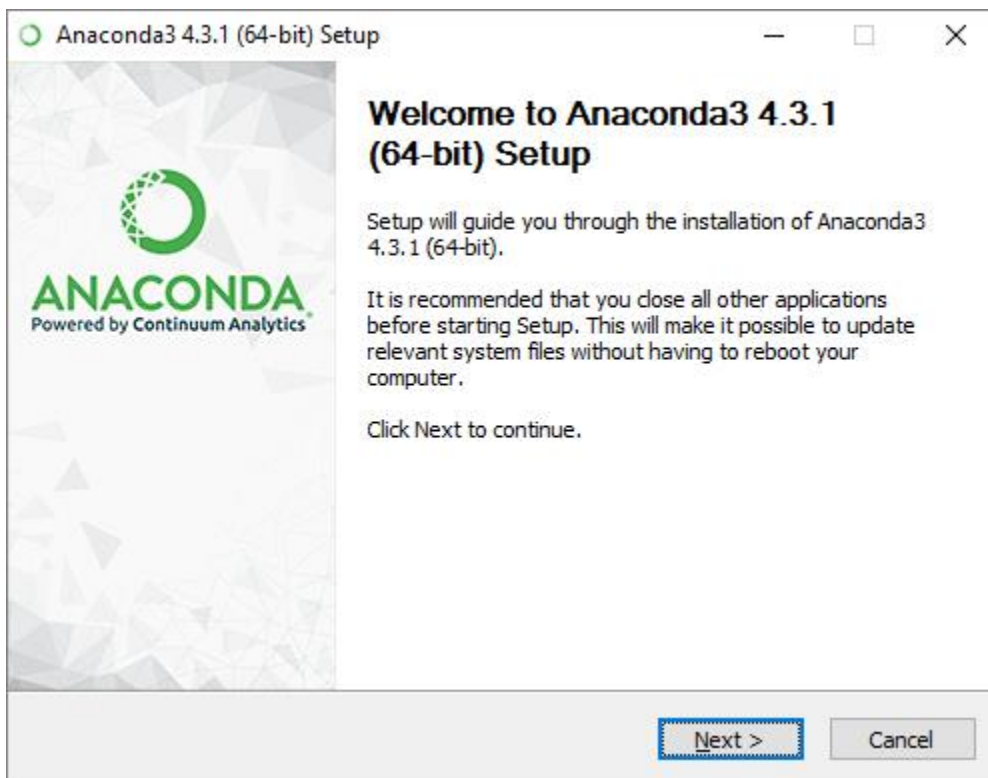 Anaconda3 4.3.1 (64-bit) Setup
ANACONDA
Powered by Continuum Analytics
Welcome to Anaconda3 4.3.1
(64-bit) Setup
Setup will guide you through the installation of Anaconda3
4.3.1 (64-bit).
It is recommended that you close all other applications
before starting Setup. This will make it possible to update
relevant system files without having to reboot your
computer.
Click Next to continue.
Next >
Cancel